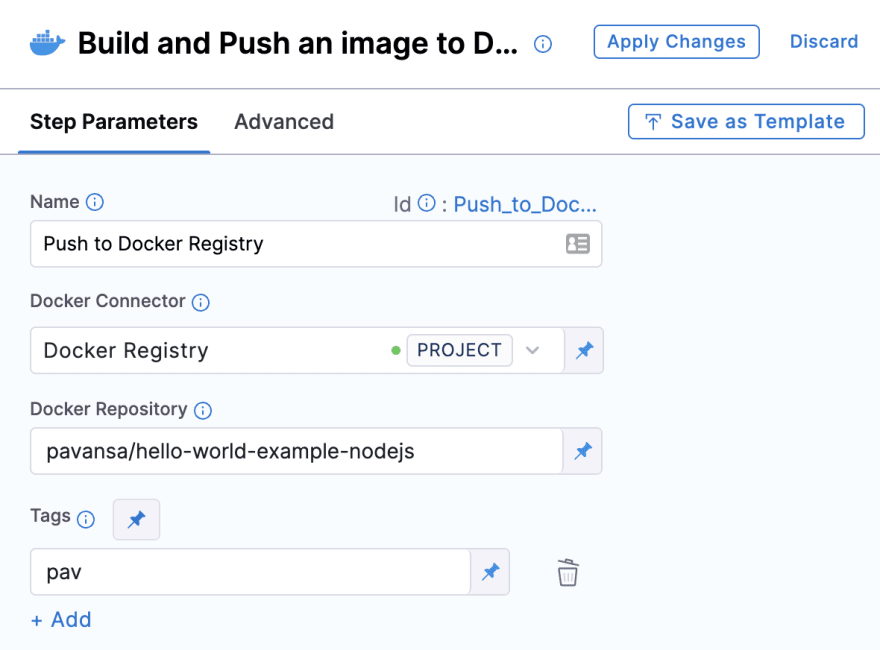 Build and Push an image to D...
Apply Changes
Discard
Step Parameters
Advanced
Save as Template
Name
Id : Push_to_Doc...
Push to Docker Registry
Docker Connector
Docker Registry
PROJECT
Docker Repository
pavansa/hello-world-example-nodejs
Tags
pav
+ Add